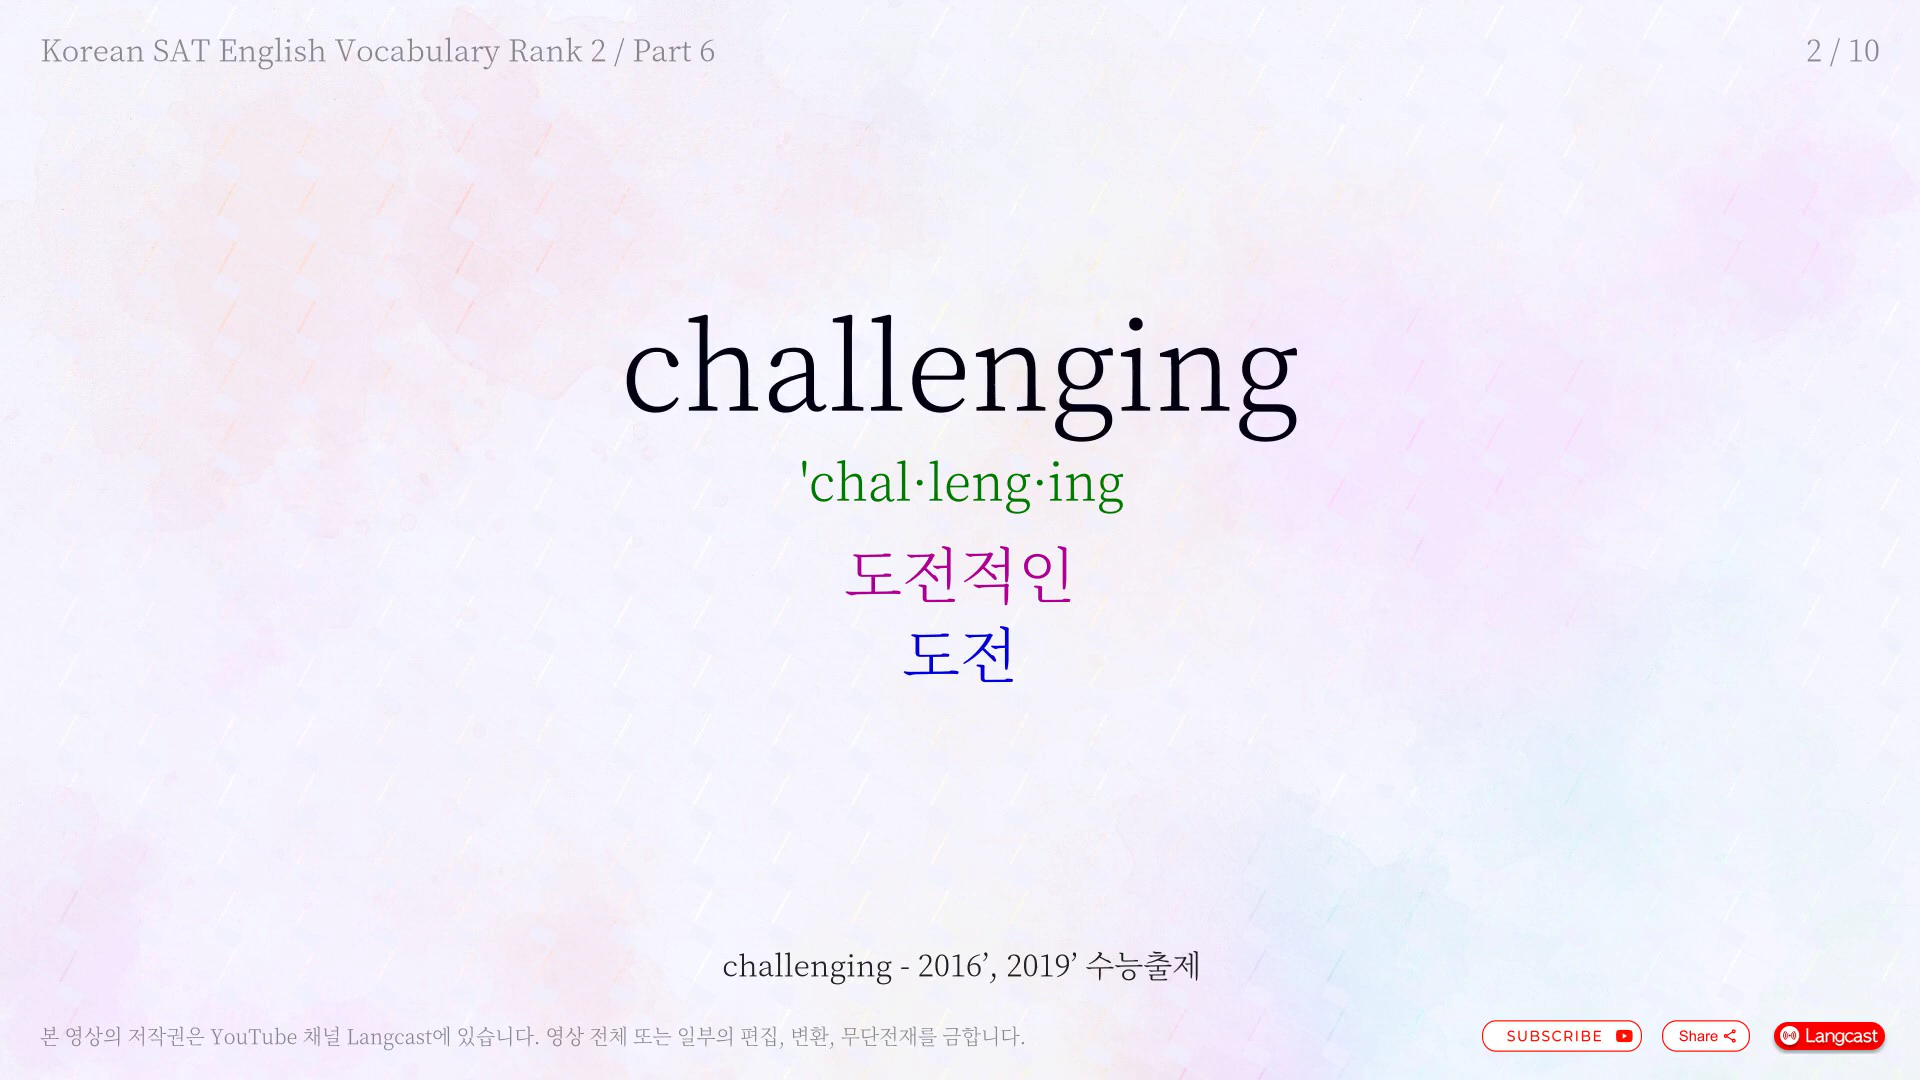 Korean SAT English Vocabulary Rank 2 / Part 6
2 / 10
challenging
'chal·leng·ing
도전적인
도전
challenging - 2016’, 2019’ 수능출제
본 영상의 저작권은 YouTube 채널 Langcast에 있습니다. 영상 전체 또는 일부의 편집, 변환, 무단전재를 금합니다.
SUBSCRIBE
Share
Langcast